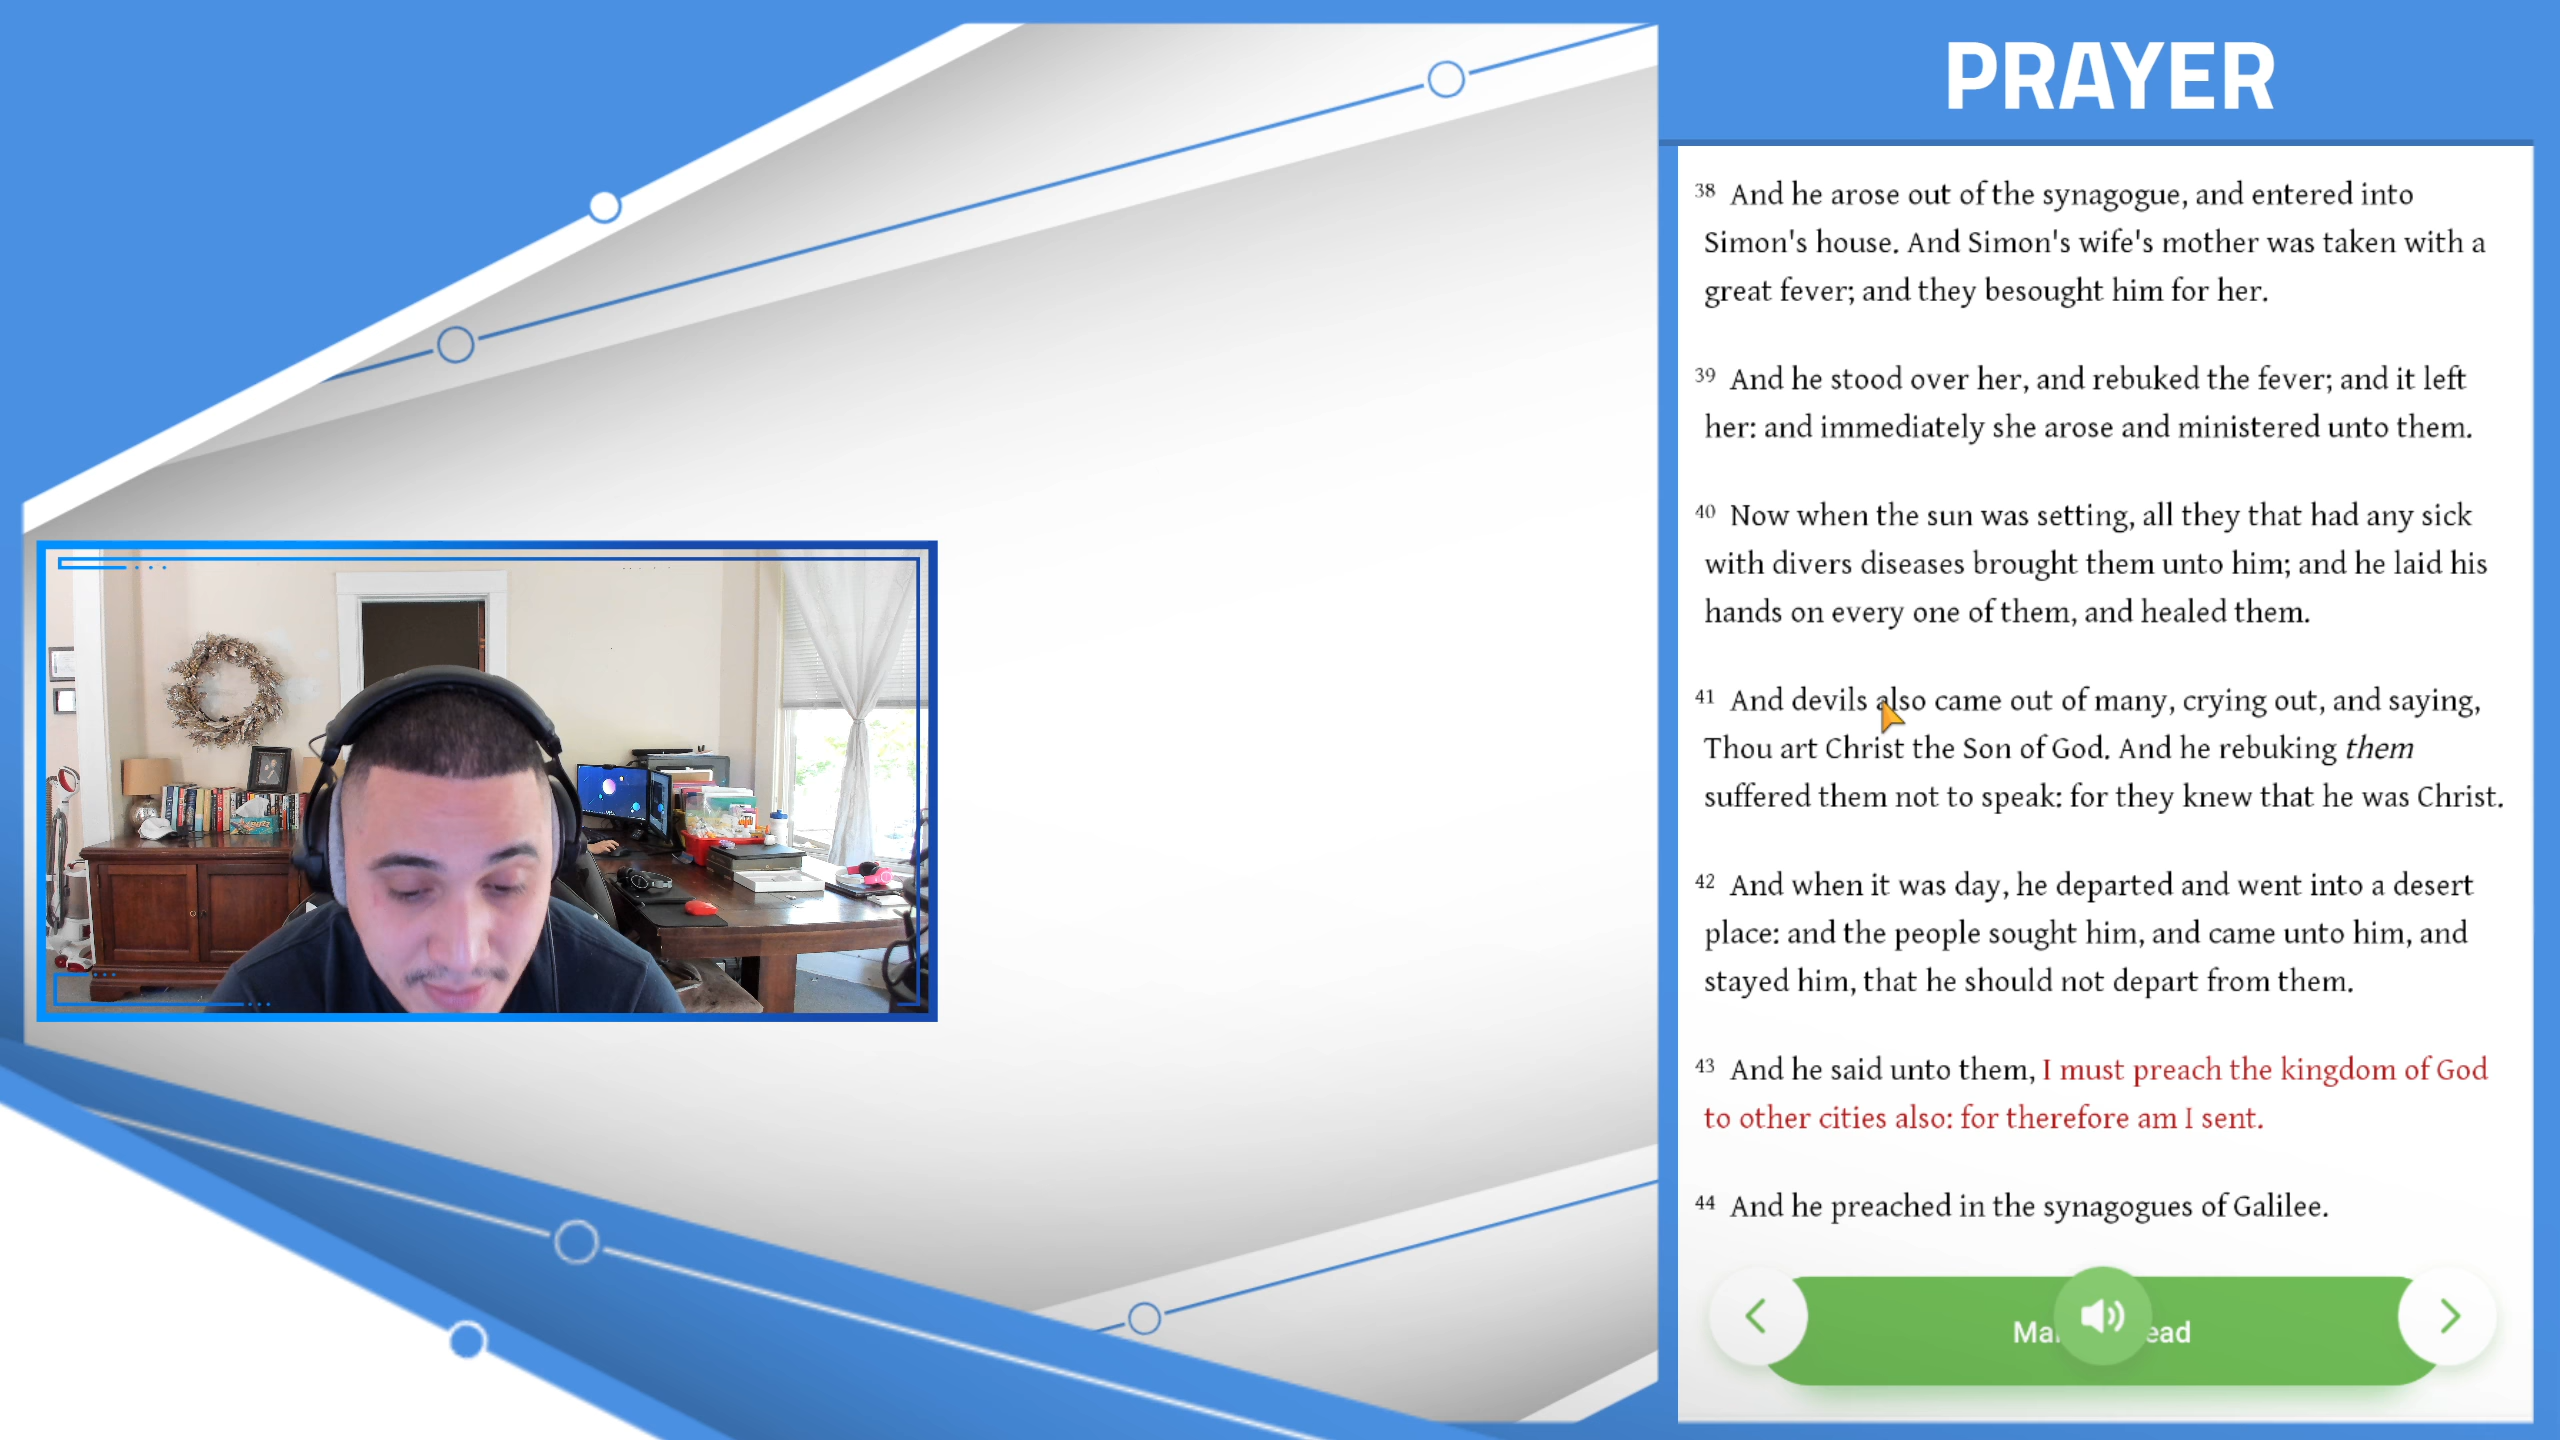 PRAYER
38 And he arose out of the synagogue, and entered into
Simon's house. And Simon's wife's mother was taken with a
great fever; and they besought him for her.
39 And he stood over her, and rebuked the fever; and it left
her: and immediately she arose and ministered unto them.
40 Now when the sun was setting, all they that had any sick
with divers diseases brought them unto him; and he laid his
hands on every one of them, and healed them.
41 And devils also came out of many, crying out, and saying,
Thou art Christ the Son of God. And he rebuking them
suffered them not to speak: for they knew that he was Christ.
42 And when it was day, he departed and went into a desert
place: and the people sought him, and came unto him, and
stayed him, that he should not depart from them.
43 And he said unto them, I must preach the kingdom of God
to other cities also: for therefore am I sent.
44 And he preached in the synagogues of Galilee.